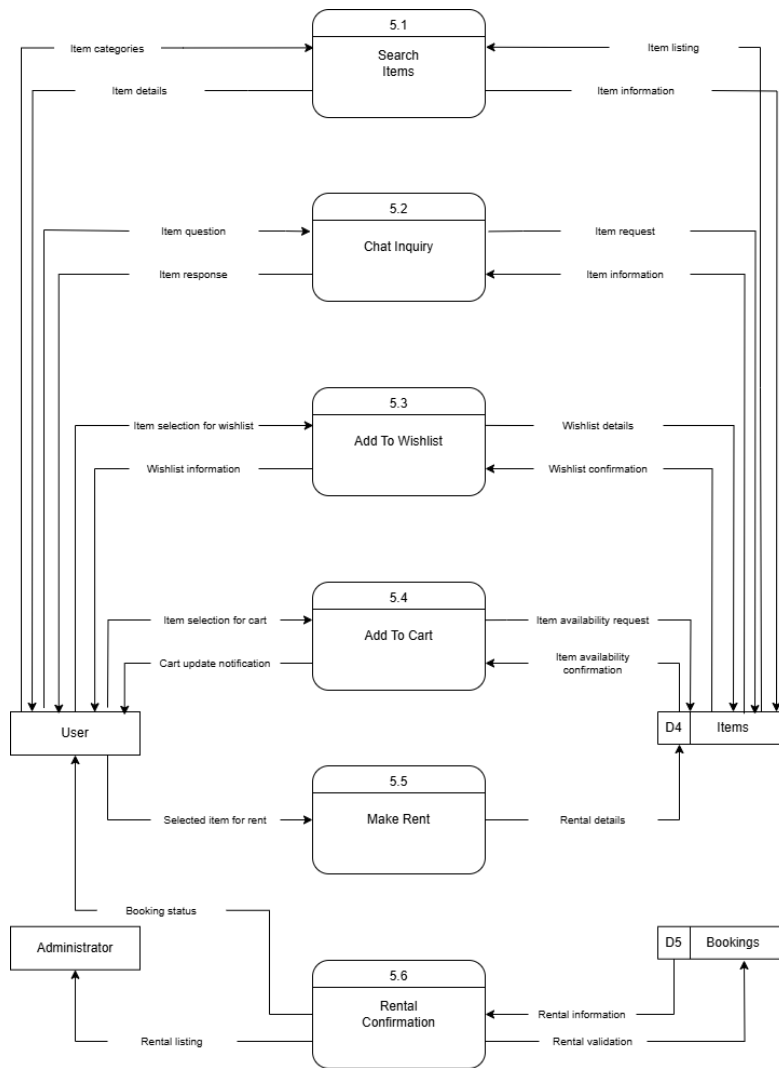 5.1
Item categories
Search
Items
Item listing
Item details
Item information
5.2
Item question
Chat Inquiry
Item request
Item response
Item information
5.3
Item selection for wishlist
Add To Wishlist
Wishlist details
Wishlist information
Wishlist confirmation
5.4
Item selection for cart
Add To Cart
Item availability request
Cart update notification
Item availability
confirmation
User
D4
Items
5.5
Selected item for rent
Make Rent
Rental details
Booking status
Administrator
D5
Bookings
5.6
Rental
Confirmation
Rental information
Rental listing
Rental validation